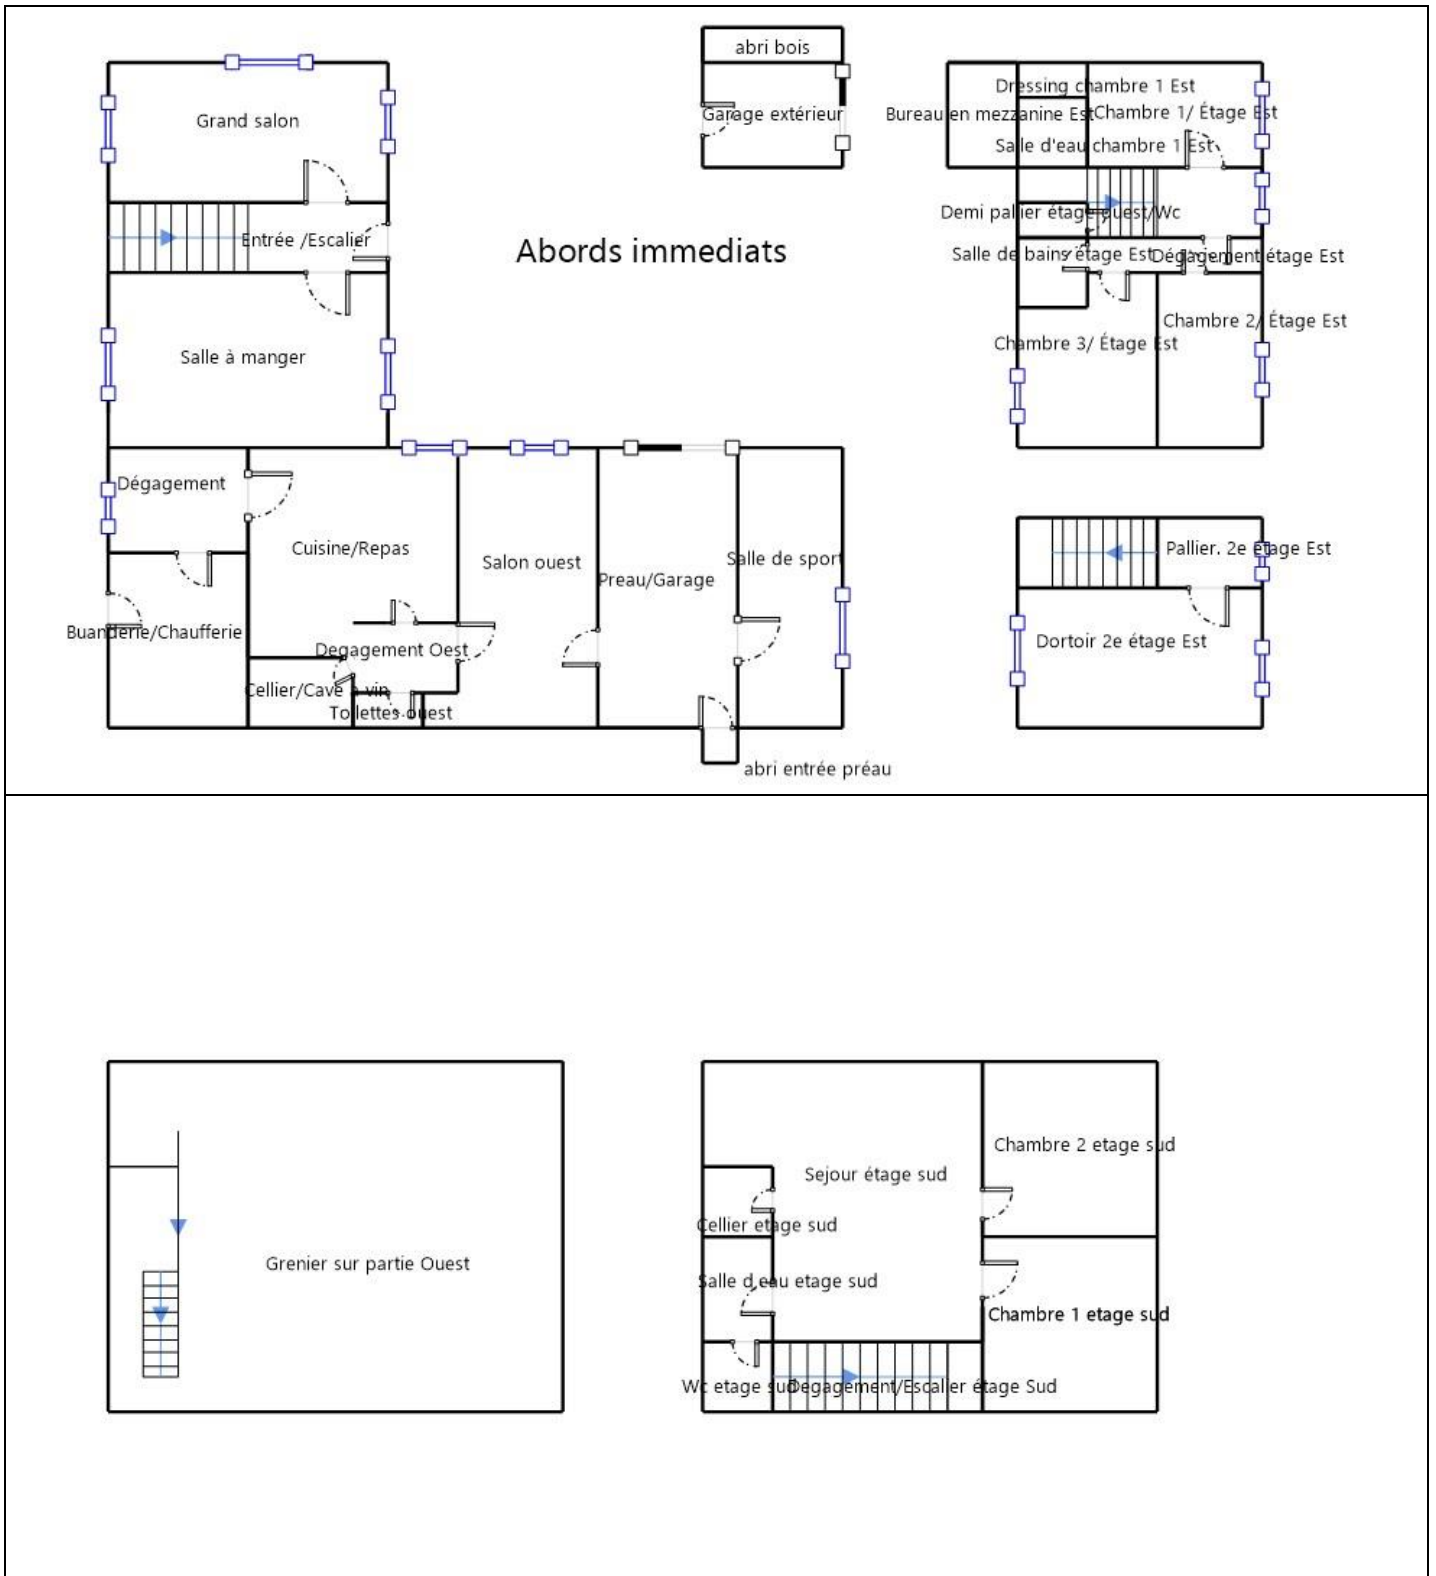 abri bois
Garage extérieur
Grand salon
Entrée /Escalier
Abords immediats
Salle à manger
Dégagement
Cuisine/Repas
Salon ouest
Preau/Garage
Salle de sport
Buanderie/Chaufferie
Degagement Oest
Cellier/Cave à vin
Toilettes ouest
abri entrée préau
Dressing chambre 1 Est
Bureau en mezzanine Est
Chambre 1/ Étage Est
Salle d'eau chambre 1 Est
Demi pallier étage ouest/Wc
Salle de bains étage Est
Dégagement étage Est
Chambre 2/ Étage Est
Chambre 3/ Étage Est
Pallier. 2e étage Est
Dortoir 2e étage Est
Grenier sur partie Ouest
Chambre 2 etage sud
Sejour étage sud
Cellier etage sud
Salle d eau etage sud
Chambre 1 etage sud
Wc etage sud
Degagement/Escalier étage Sud